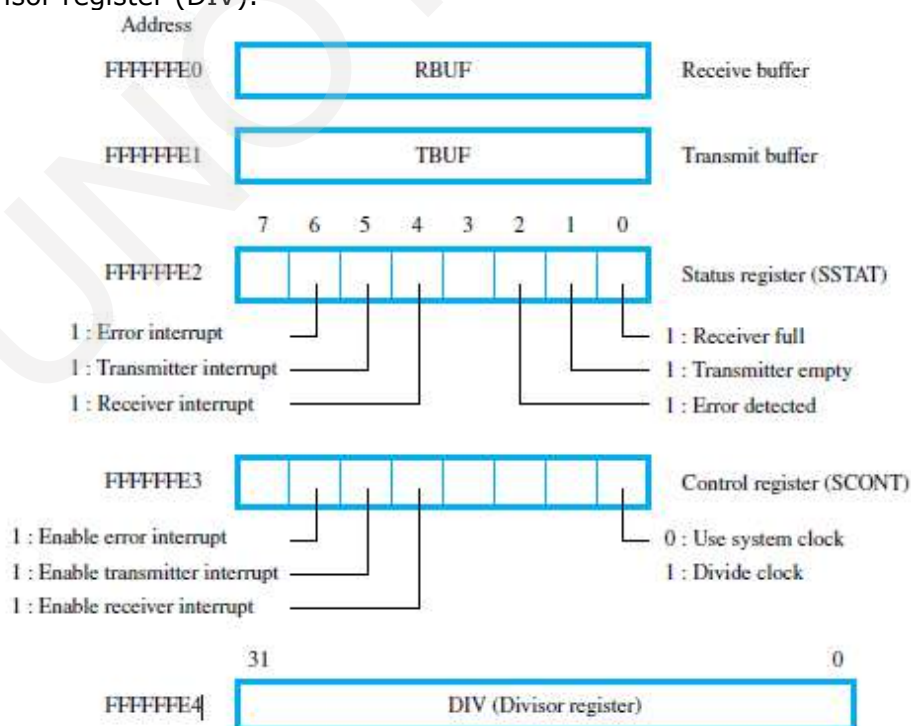 isor register (DIV).
Address
FFFFFFE0 RBUF Receive buffer
FFFFFFE1 TBUF Transmit buffer
7 6 5 4 3 2 1 0
FFFFFFE2 Status register (SSTAT)
1 : Error interrupt 1 : Receiver full
1 : Transmitter interrupt 1 : Transmitter empty
1 : Receiver interrupt 1 : Error detected
FFFFFFE3 Control register (SCONT)
1 : Enable error interrupt 0 : Use system clock
1 : Enable transmitter interrupt 1 : Divide clock
1 : Enable receiver interrupt
31 0
FFFFFFE4 DIV (Divisor register)